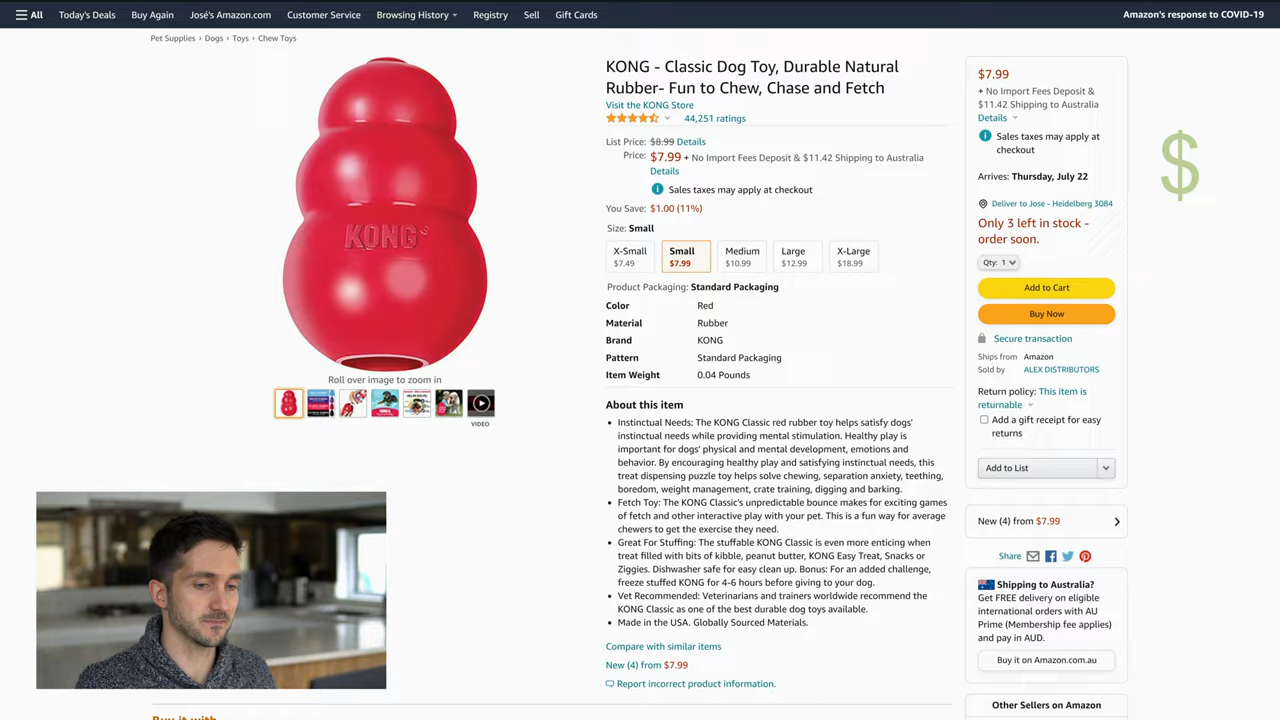 All
Today's Deals
Buy Again
José's Amazon.com
Customer Service
Browsing History
Registry
Sell
Gift Cards
Amazon's response to COVID-19
Pet Supplies › Dogs › Toys › Chew Toys
KONG®
Roll over image to zoom in
VIDEO
KONG - Classic Dog Toy, Durable Natural
Rubber- Fun to Chew, Chase and Fetch
Visit the KONG Store
44,251 ratings
List Price: $8.99 Details
Price: $7.99 + No Import Fees Deposit & $11.42 Shipping to Australia
Details
Sales taxes may apply at checkout
You Save: $1.00 (11%)
Size: Small
X-Small
$7.49
Small
$7.99
Medium
$10.99
Large
$12.99
X-Large
$18.99
Product Packaging: Standard Packaging
Color Red
Material Rubber
Brand KONG
Pattern Standard Packaging
Item Weight 0.04 Pounds
About this item
• Instinctual Needs: The KONG Classic red rubber toy helps satisfy dogs'
instinctual needs while providing mental stimulation. Healthy play is
important for dogs' physical and mental development, emotions and
behavior. By encouraging healthy play and satisfying instinctual needs, this
treat dispensing puzzle toy helps solve chewing, separation anxiety, teething,
boredom, weight management, crate training, digging and barking.
• Fetch Toy: The KONG Classic's unpredictable bounce makes for exciting games
of fetch and other interactive play with your pet. This is a fun way for average
chewers to get the exercise they need.
• Great For Stuffing: The stuffable KONG Classic is even more enticing when
treat filled with bits of kibble, peanut butter, KONG Easy Treat, Snacks or
Ziggies. Dishwasher safe for easy clean up. Bonus: For an added challenge,
freeze stuffed KONG for 4-6 hours before giving to your dog.
• Vet Recommended: Veterinarians and trainers worldwide recommend the
KONG Classic as one of the best durable dog toys available.
• Made in the USA. Globally Sourced Materials.
Compare with similar items
New (4) from $7.99
Report incorrect product information.
$7.99
+ No Import Fees Deposit &
$11.42 Shipping to Australia
Details
Sales taxes may apply at
checkout
Arrives: Thursday, July 22
Deliver to Jose - Heidelberg 3084
Only 3 left in stock -
order soon.
Qty: 1
Add to Cart
Buy Now
Secure transaction
Ships from Amazon
Sold by ALEX DISTRIBUTORS
Return policy: This item is
returnable
Add a gift receipt for easy
returns
Add to List
New (4) from $7.99
Share
Shipping to Australia?
Get FREE delivery on eligible
international orders with AU
Prime (Membership fee applies)
and pay in AUD.
Buy it on Amazon.com.au
Other Sellers on Amazon
$
Buy it with